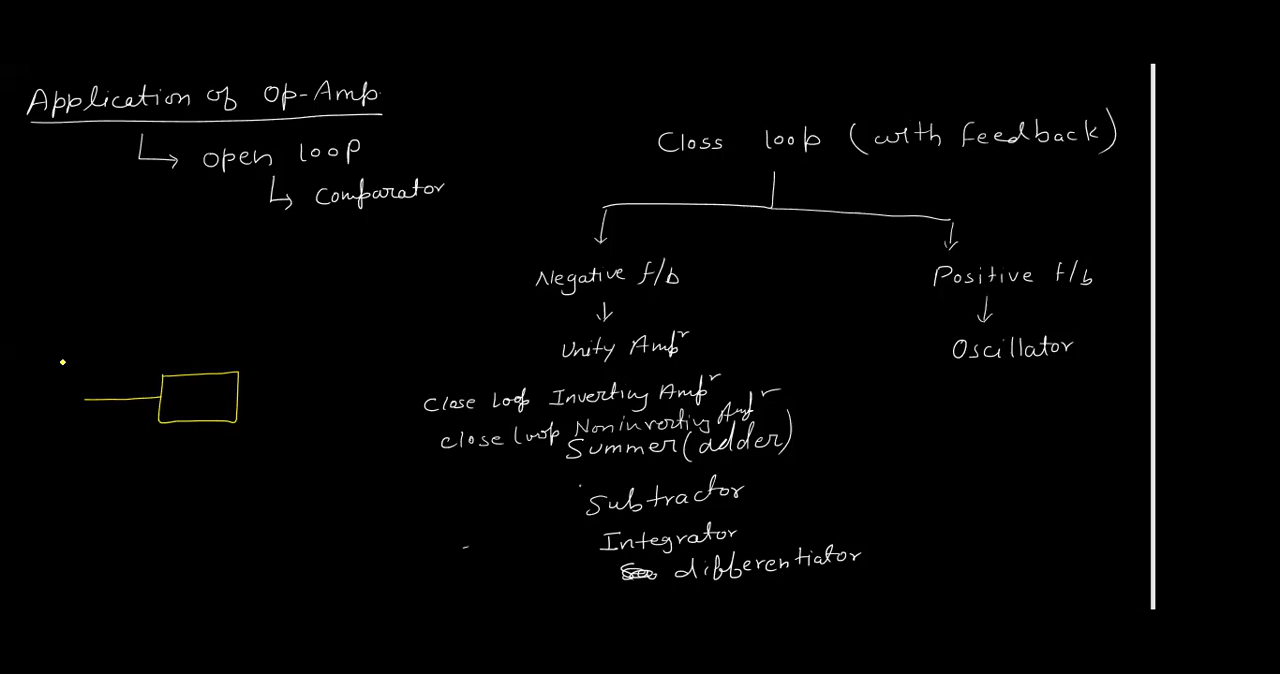 Application of Op-Amp
open loop
Comparator
Class loop (with feedback)
Negative f/b
Positive f/b
Unity Ampr
Oscillator
Close Loop Inverting Ampr
Close loop Noninverting Ampr
Summer (adder)
Subtractor
Integrator
differentiator